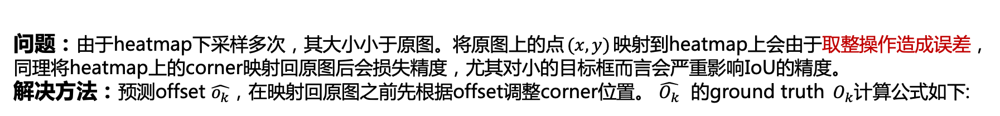 问题：由于heatmap下采样多次，其大小小于原图。将原图上的点(x, y)映射到heatmap上会由于取整操作造成误差，
同理将heatmap上的corner映射回原图后会损失精度，尤其对小的目标框而言会严重影响IoU的精度。
解决方法：预测offset $\widehat{o_k}$，在映射回原图之前先根据offset调整corner位置。 $\widehat{O_k}$ 的ground truth $O_k$计算公式如下: